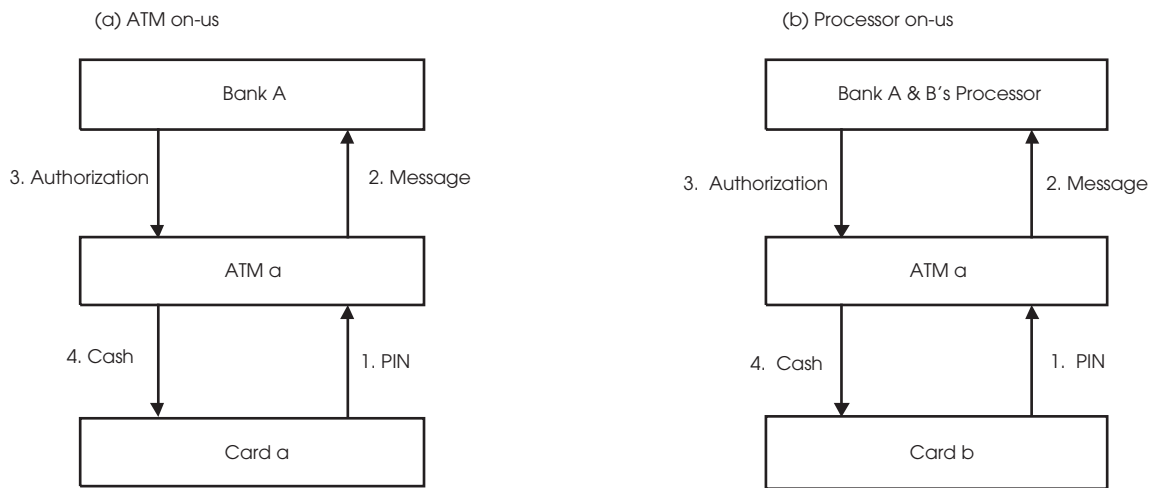 (a) ATM on-us
Bank A
3. Authorization
2. Message
ATM a
4. Cash
1. PIN
Card a
(b) Processor on-us
Bank A & B's Processor
3. Authorization
2. Message
ATM a
4. Cash
1. PIN
Card b